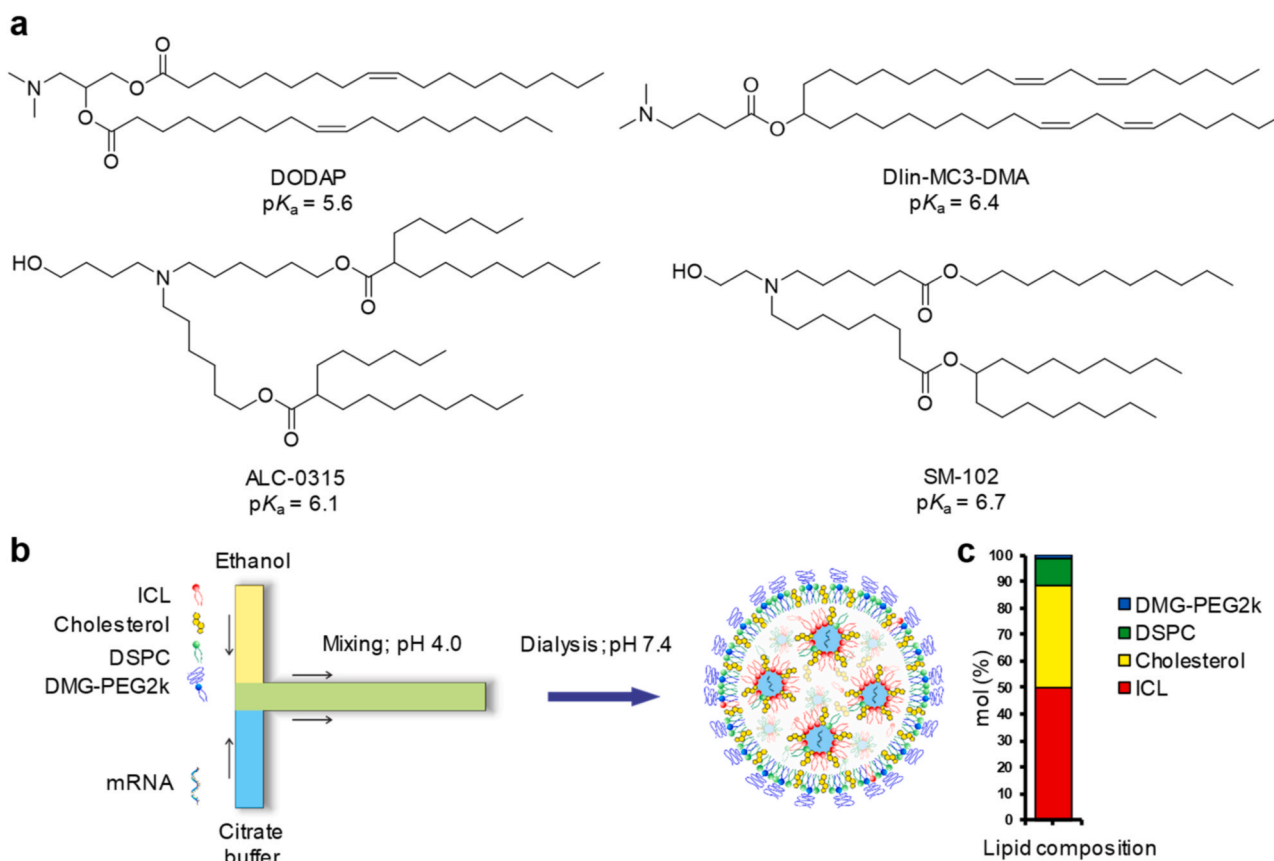 a
O
N
O
O
O
DODAP
pKa = 5.6
O
N
O
Dlin-MC3-DMA
pKa = 6.4
HO
N
O
O
O
O
ALC-0315
pKa = 6.1
HO
N
O
O
O
O
SM-102
pKa = 6.7
b
Ethanol
ICL
Cholesterol
DSPC
DMG-PEG2k
mRNA
Citrate
buffer
Mixing; pH 4.0
Dialysis; pH 7.4
c
100
90
80
70
60
50
40
30
20
10
0
mol (%)
Lipid composition
DMG-PEG2k
DSPC
Cholesterol
ICL